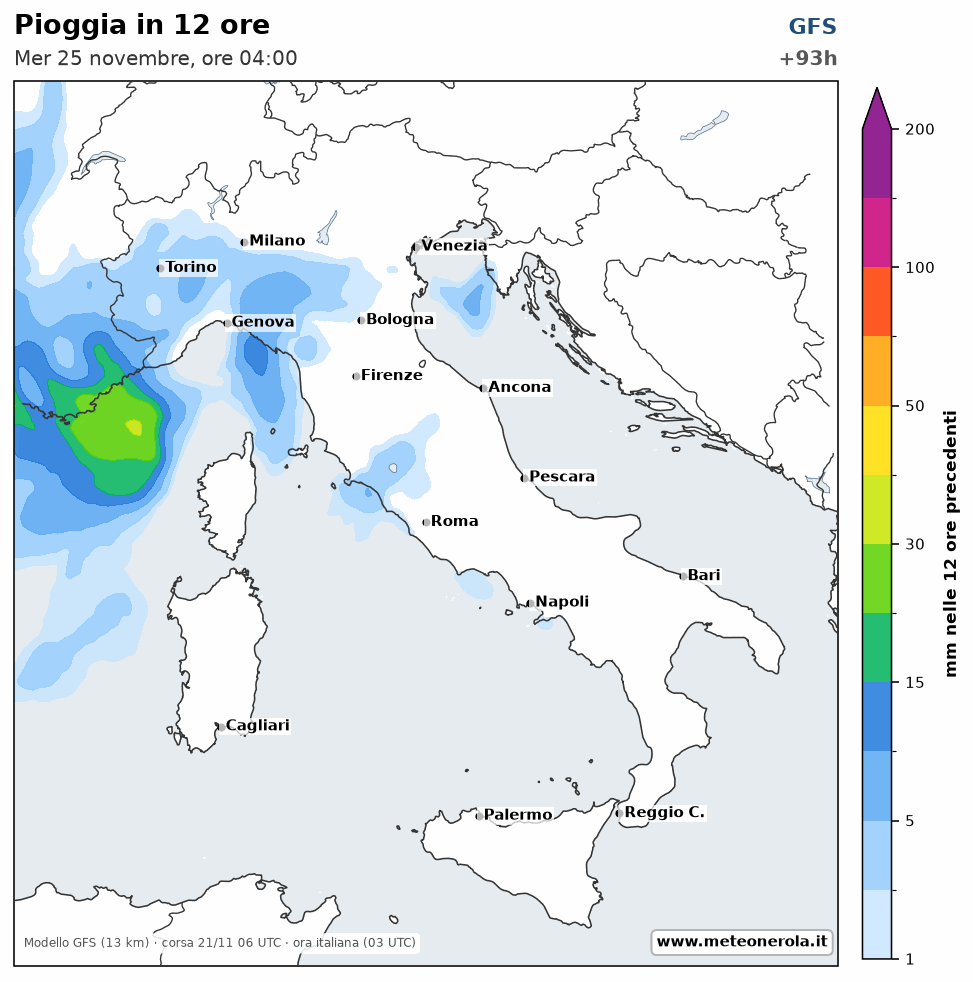 Pioggia in 12 ore
GFS
Mer 25 novembre, ore 04:00
+93h
Milano
Venezia
Torino
Genova
Bologna
Firenze
Ancona
Pescara
Roma
Bari
Napoli
Cagliari
Palermo
Reggio C.
200
100
50
30
15
5
1
mm nelle 12 ore precedenti
Modello GFS (13 km) · corsa 21/11 06 UTC · ora italiana (03 UTC)
www.meteonerola.it